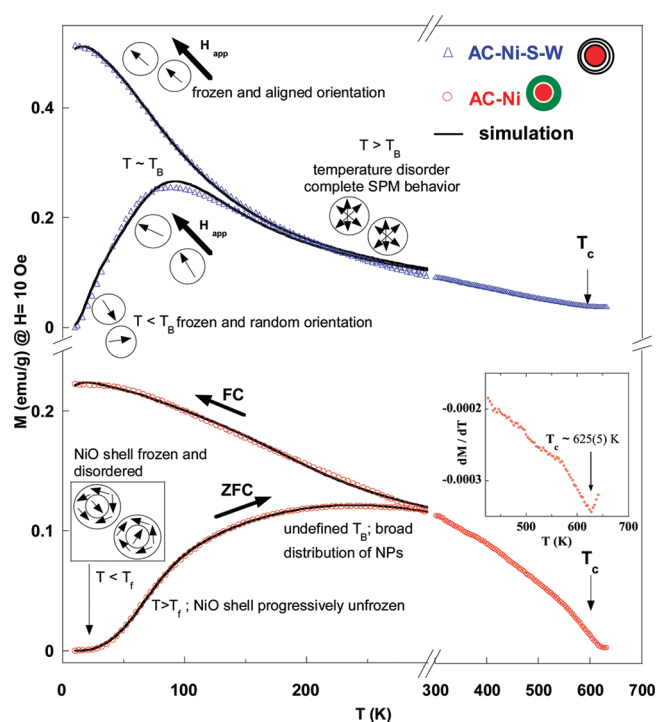 AC-Ni-S-W
AC-Ni
simulation
H app
frozen and aligned orientation
T ~ T B
T > T B
temperature disorder
complete SPM behavior
H app
T c
T < T B frozen and random orientation
M (emu/g) @ H= 10 Oe
0.4
0.2
0
0.2
0.1
0
FC
ZFC
NiO shell frozen and
disordered
undefined T B ; broad
distribution of NPs
T < T f
T>T f ; NiO shell progressively unfrozen
-0.0002
-0.0003
dM / dT
T c ~ 625(5) K
500 600 700
T (K)
T c
0 100 200 300 400 500 600 700
T (K)